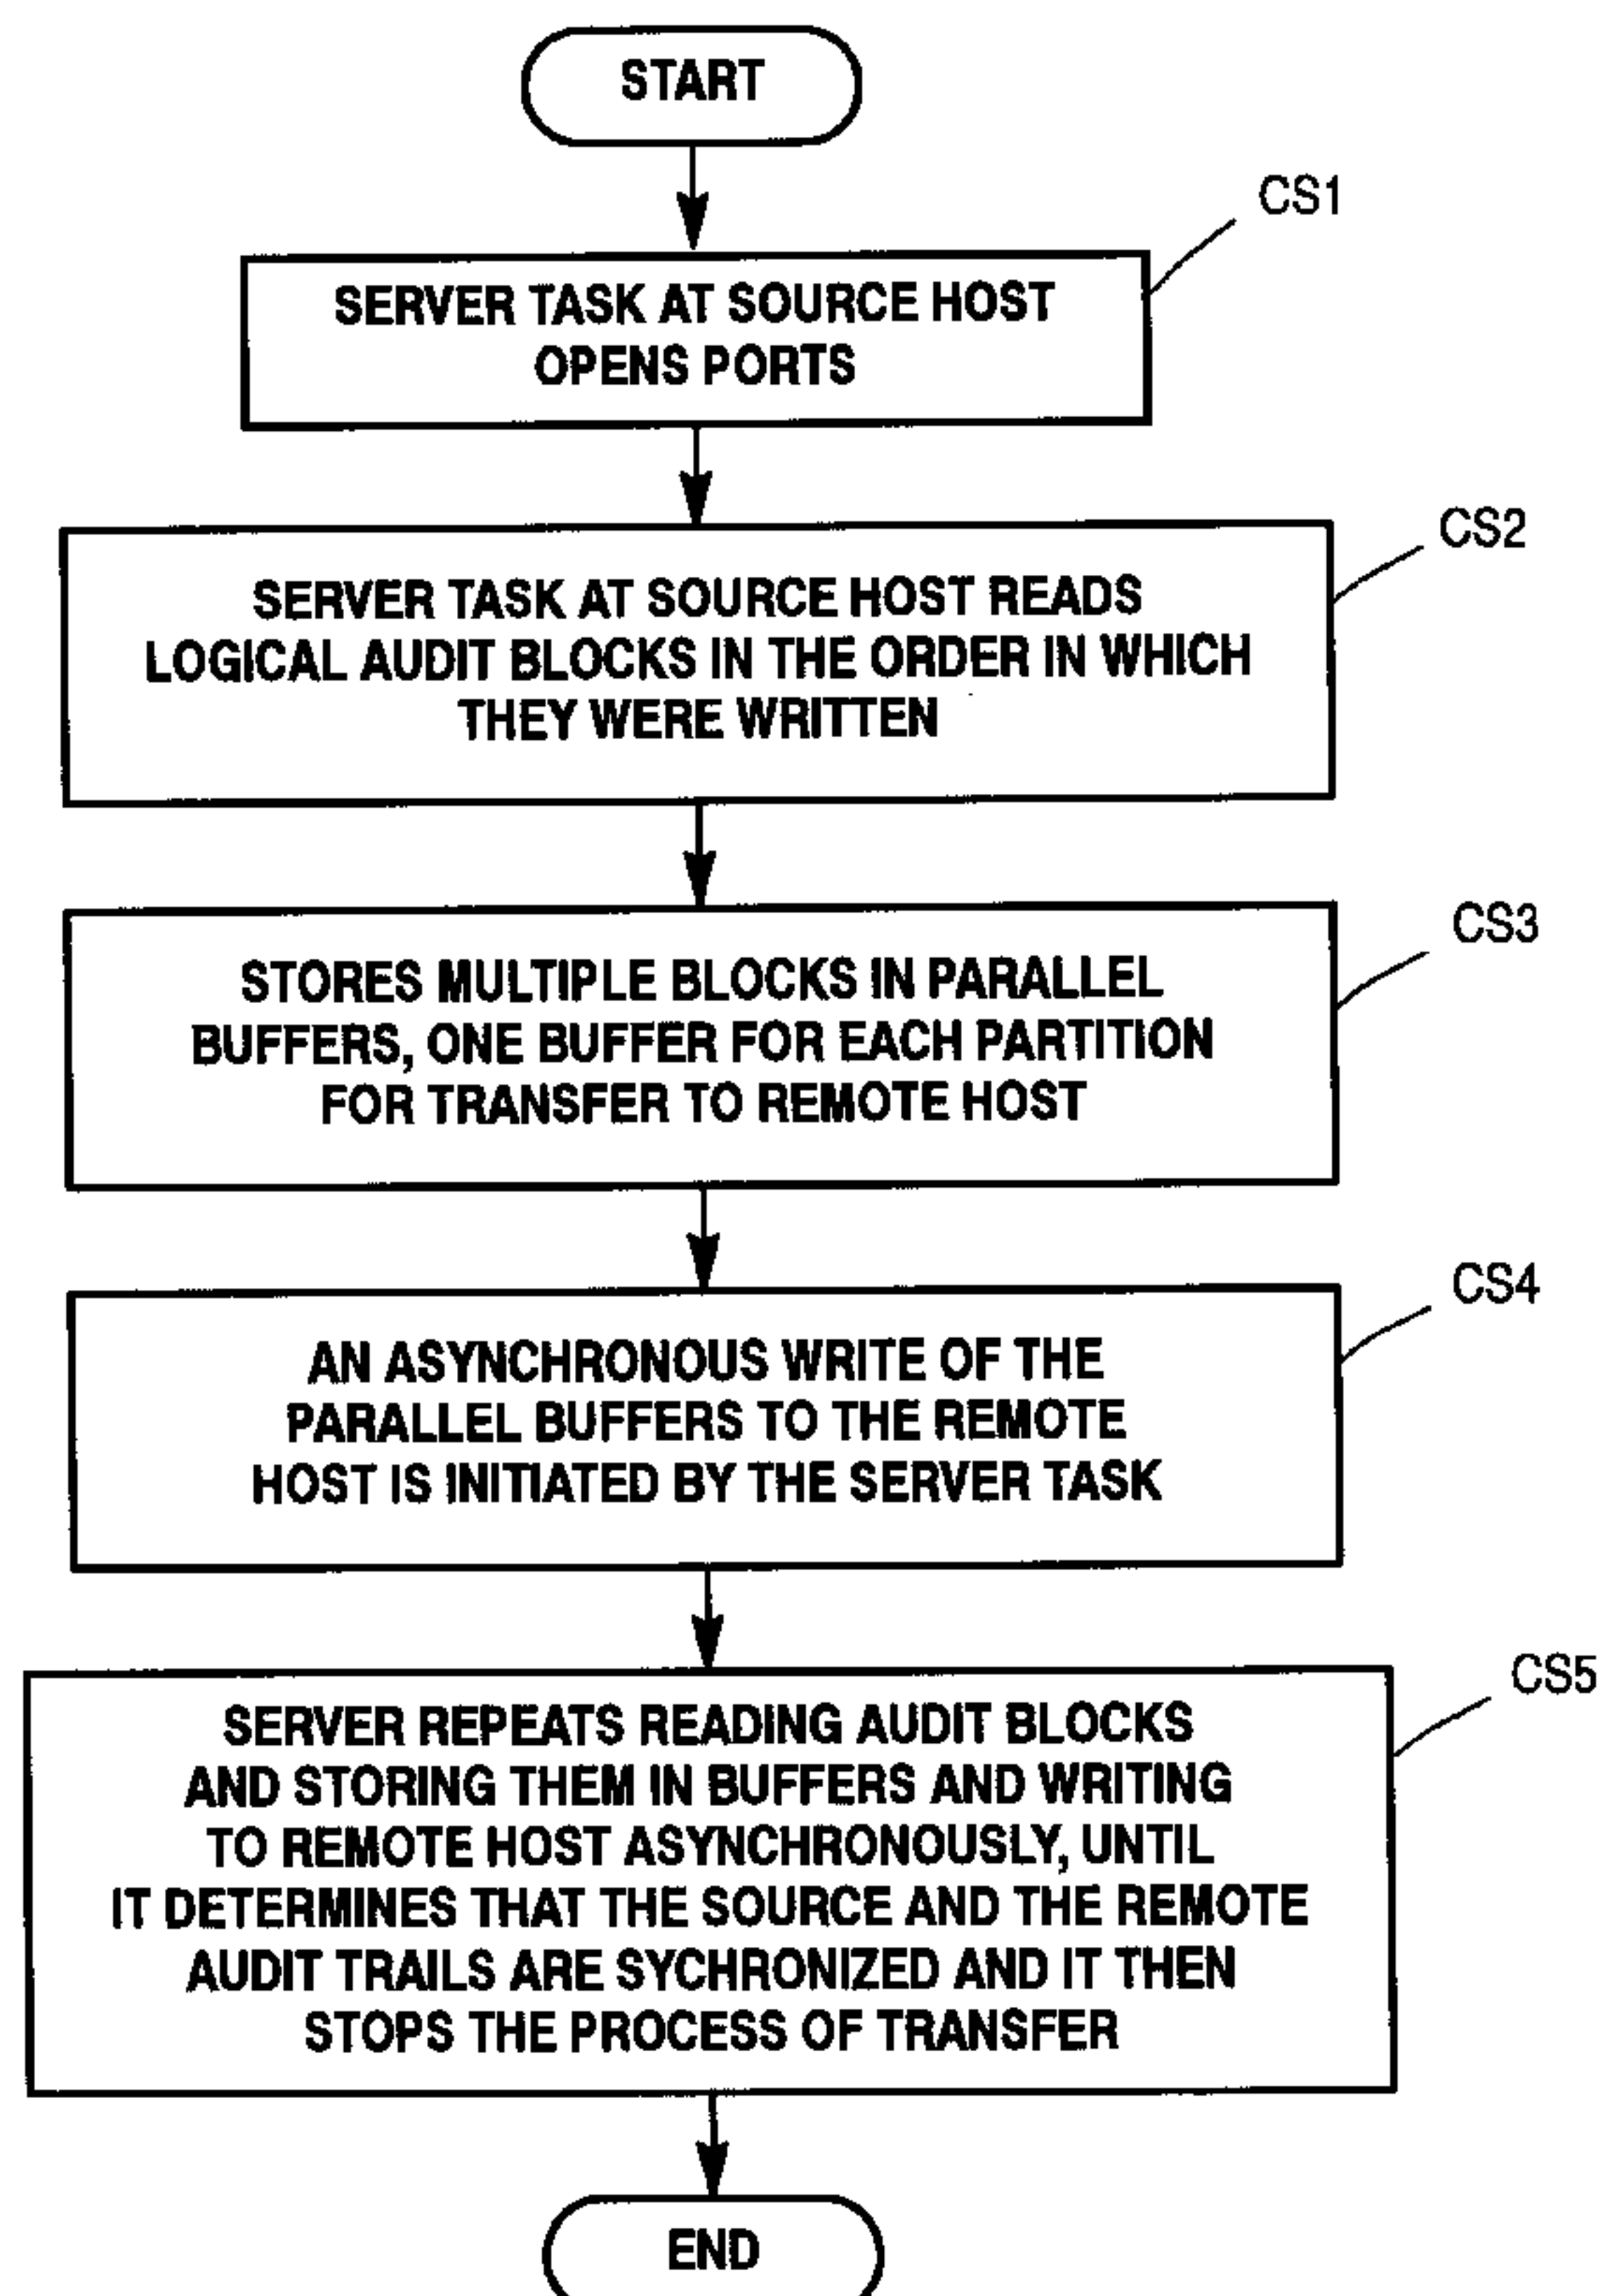 START
CS1
SERVER TASK AT SOURCE HOST
OPENS PORTS
CS2
SERVER TASK AT SOURCE HOST READS
LOGICAL AUDIT BLOCKS IN THE ORDER IN WHICH
THEY WERE WRITTEN
CS3
STORES MULTIPLE BLOCKS IN PARALLEL
BUFFERS, ONE BUFFER FOR EACH PARTITION
FOR TRANSFER TO REMOTE HOST
CS4
AN ASYNCHRONOUS WRITE OF THE
PARALLEL BUFFERS TO THE REMOTE
HOST IS INITIATED BY THE SERVER TASK
CS5
SERVER REPEATS READING AUDIT BLOCKS
AND STORING THEM IN BUFFERS AND WRITING
TO REMOTE HOST ASYNCHRONOUSLY, UNTIL
IT DETERMINES THAT THE SOURCE AND THE REMOTE
AUDIT TRAILS ARE SYCHRONIZED AND IT THEN
STOPS THE PROCESS OF TRANSFER
END